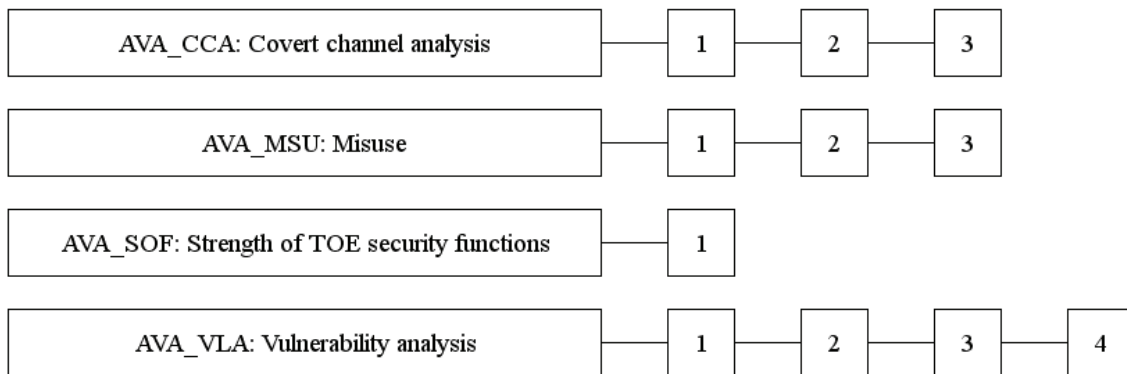 AVA_CCA: Covert channel analysis 1 2 3
AVA_MSU: Misuse 1 2 3
AVA_SOF: Strength of TOE security functions 1
AVA_VLA: Vulnerability analysis 1 2 3 4